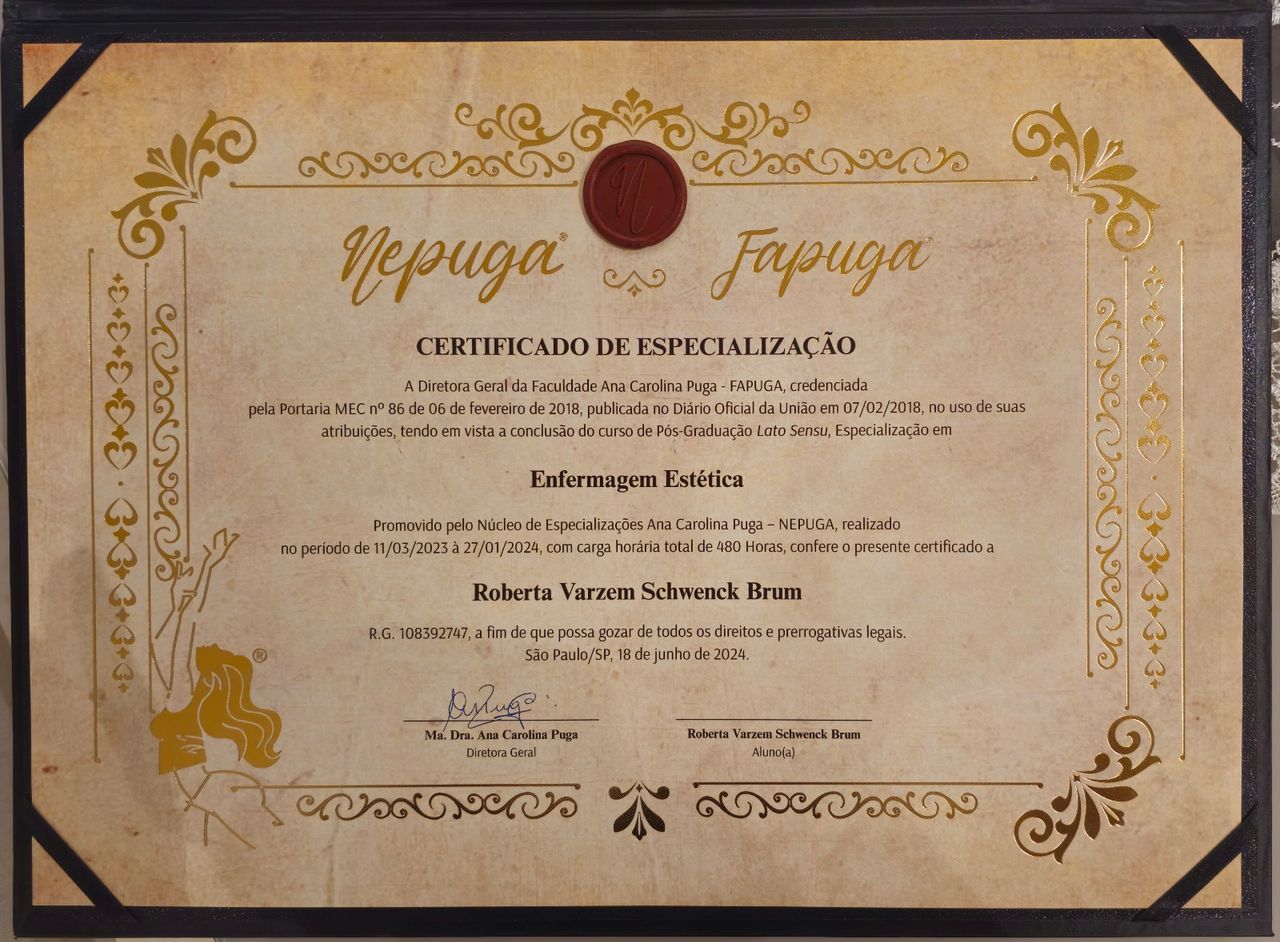 N
Nepuga® Fapuga
CERTIFICADO DE ESPECIALIZAÇÃO
A Diretora Geral da Faculdade Ana Carolina Puga - FAPUGA, credenciada
pela Portaria MEC nº 86 de 06 de fevereiro de 2018, publicada no Diário Oficial da União em 07/02/2018, no uso de suas
atribuições, tendo em vista a conclusão do curso de Pós-Graduação Lato Sensu, Especialização em
Enfermagem Estética
Promovido pelo Núcleo de Especializações Ana Carolina Puga – NEPUGA, realizado
no período de 11/03/2023 à 27/01/2024, com carga horária total de 480 Horas, confere o presente certificado a
Roberta Varzem Schwenck Brum
R.G. 108392747, a fim de que possa gozar de todos os direitos e prerrogativas legais.
São Paulo/SP, 18 de junho de 2024.
®
Ma. Dra. Ana Carolina Puga
Diretora Geral
Roberta Varzem Schwenck Brum
Aluno(a)